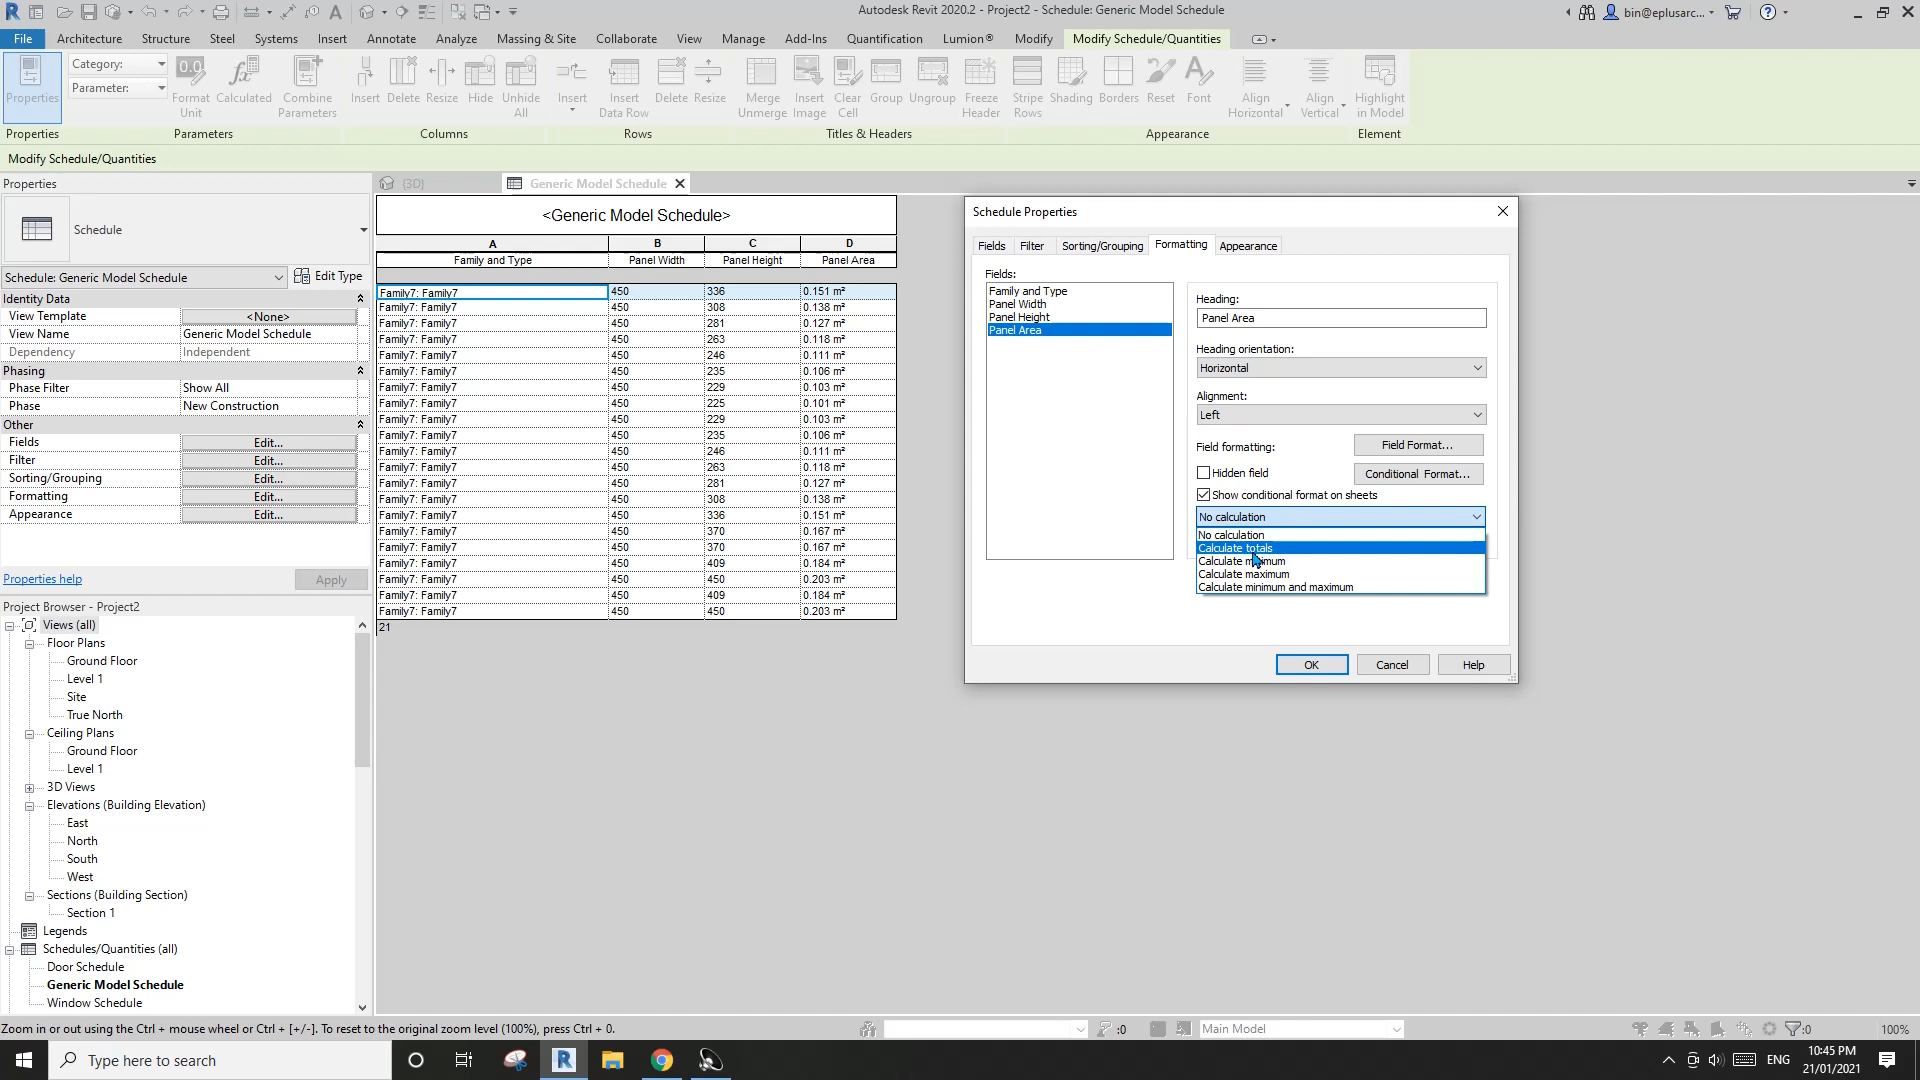 Autodesk Revit 2020.2 - Project2 - Schedule: Generic Model Schedule
bin@eplusarc...
File Architecture Structure Steel Systems Insert Annotate Analyze Massing & Site Collaborate View Manage Add-Ins Quantification Lumion® Modify Modify Schedule/Quantities
Properties
Category:
Parameter:
Format Unit
Calculated
Combine Parameters
Insert
Delete
Resize
Hide
Unhide All
Insert
Insert Data Row
Delete
Resize
Merge Unmerge
Insert Image
Clear Cell
Group
Ungroup
Freeze Header
Stripe Rows
Shading
Borders
Reset
Font
Align Horizontal
Align Vertical
Highlight in Model
Properties Parameters Columns Rows Titles & Headers Appearance Element
Modify Schedule/Quantities
Properties
Schedule
Schedule: Generic Model Schedule Edit Type
Identity Data
View Template <None>
View Name Generic Model Schedule
Dependency Independent
Phasing
Phase Filter Show All
Phase New Construction
Other
Fields Edit...
Filter Edit...
Sorting/Grouping Edit...
Formatting Edit...
Appearance Edit...
Properties help Apply
Project Browser - Project2
Views (all)
Floor Plans
Ground Floor
Level 1
Site
True North
Ceiling Plans
Ground Floor
Level 1
3D Views
Elevations (Building Elevation)
East
North
South
West
Sections (Building Section)
Section 1
Legends
Schedules/Quantities (all)
Door Schedule
Generic Model Schedule
Window Schedule
{3D} Generic Model Schedule
<Generic Model Schedule>
A B C D
Family and Type Panel Width Panel Height Panel Area
Family7: Family7 450 336 0.151 m²
Family7: Family7 450 308 0.138 m²
Family7: Family7 450 281 0.127 m²
Family7: Family7 450 263 0.118 m²
Family7: Family7 450 246 0.111 m²
Family7: Family7 450 235 0.106 m²
Family7: Family7 450 229 0.103 m²
Family7: Family7 450 225 0.101 m²
Family7: Family7 450 229 0.103 m²
Family7: Family7 450 235 0.106 m²
Family7: Family7 450 246 0.111 m²
Family7: Family7 450 263 0.118 m²
Family7: Family7 450 281 0.127 m²
Family7: Family7 450 308 0.138 m²
Family7: Family7 450 336 0.151 m²
Family7: Family7 450 370 0.167 m²
Family7: Family7 450 370 0.167 m²
Family7: Family7 450 409 0.184 m²
Family7: Family7 450 450 0.203 m²
Family7: Family7 450 409 0.184 m²
Family7: Family7 450 450 0.203 m²
21
Schedule Properties
Fields Filter Sorting/Grouping Formatting Appearance
Fields:
Family and Type
Panel Width
Panel Height
Panel Area
Heading:
Panel Area
Heading orientation:
Horizontal
Alignment:
Left
Field formatting: Field Format...
Hidden field Conditional Format...
Show conditional format on sheets
No calculation
No calculation
Calculate totals
Calculate minimum
Calculate maximum
Calculate minimum and maximum
OK Cancel Help
Zoom in or out using the Ctrl + mouse wheel or Ctrl + [+/-]. To reset to the original zoom level (100%), press Ctrl + 0.
:0 Main Model :0 100%
Type here to search
ENG
10:45 PM
21/01/2021